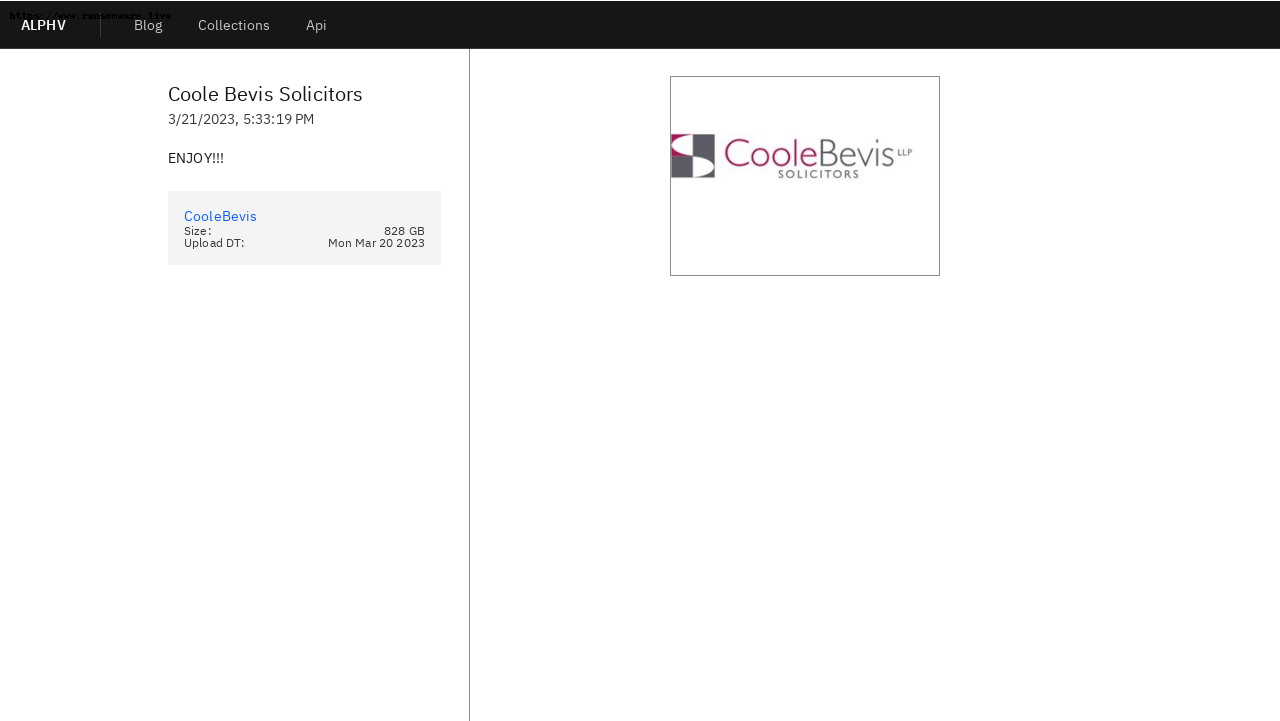 https://www.ransomware.live
ALPHV
Blog
Collections
Api
Coole Bevis Solicitors
3/21/2023, 5:33:19 PM
ENJOY!!!
CooleBevis
Size: 828 GB
Upload DT: Mon Mar 20 2023
CooleBevis LLP
SOLICITORS